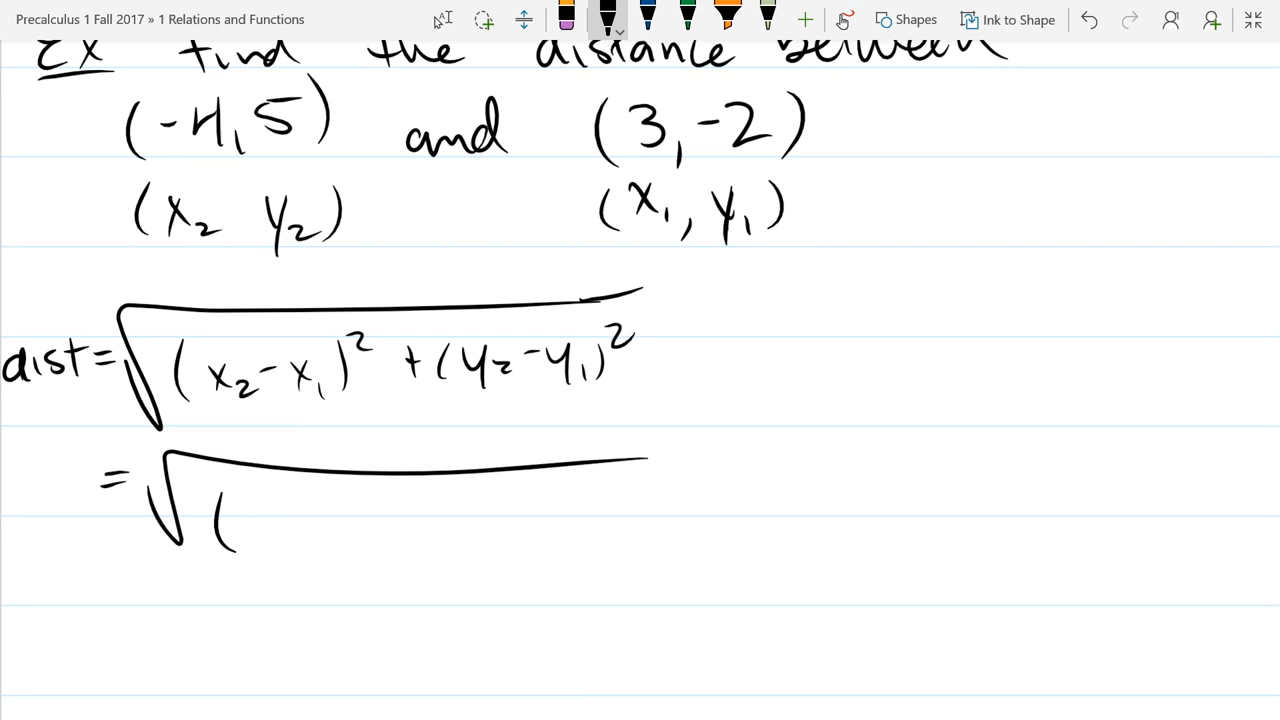 Precalculus 1 Fall 2017 » 1 Relations and Functions
Shapes
Ink to Shape
Ex find the distance between
(-4,5) and (3,-2)
(x₂ y₂) (x₁, y₁)
dist = √(x₂-x₁)² + (y₂-y₁)²
= √(